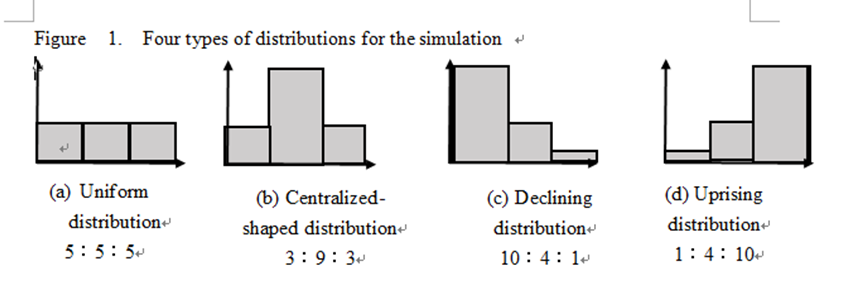 Figure 1. Four types of distributions for the simulation
(a) Uniform
distribution
5：5：5
(b) Centralized-
shaped distribution
3：9：3
(c) Declining
distribution
10：4：1
(d) Uprising
distribution
1：4：10